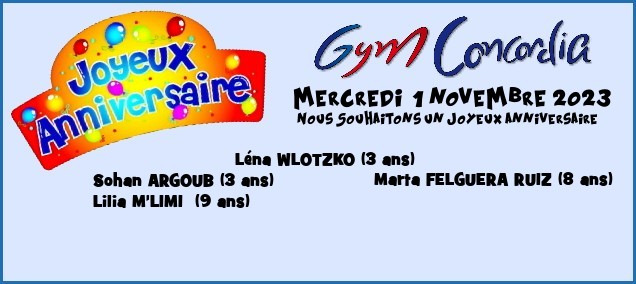 Joyeux
Anniversaire
Gym Concordia
MERCREDI 1 NOVEMBRE 2023
NOUS SOUHAITONS UN JOYEUX ANNIVERSAIRE
Léna WLOTZKO (3 ans)
Sohan ARGOUB (3 ans) Marta FELGUERA RUIZ (8 ans)
Lilia M'LIMI (9 ans)